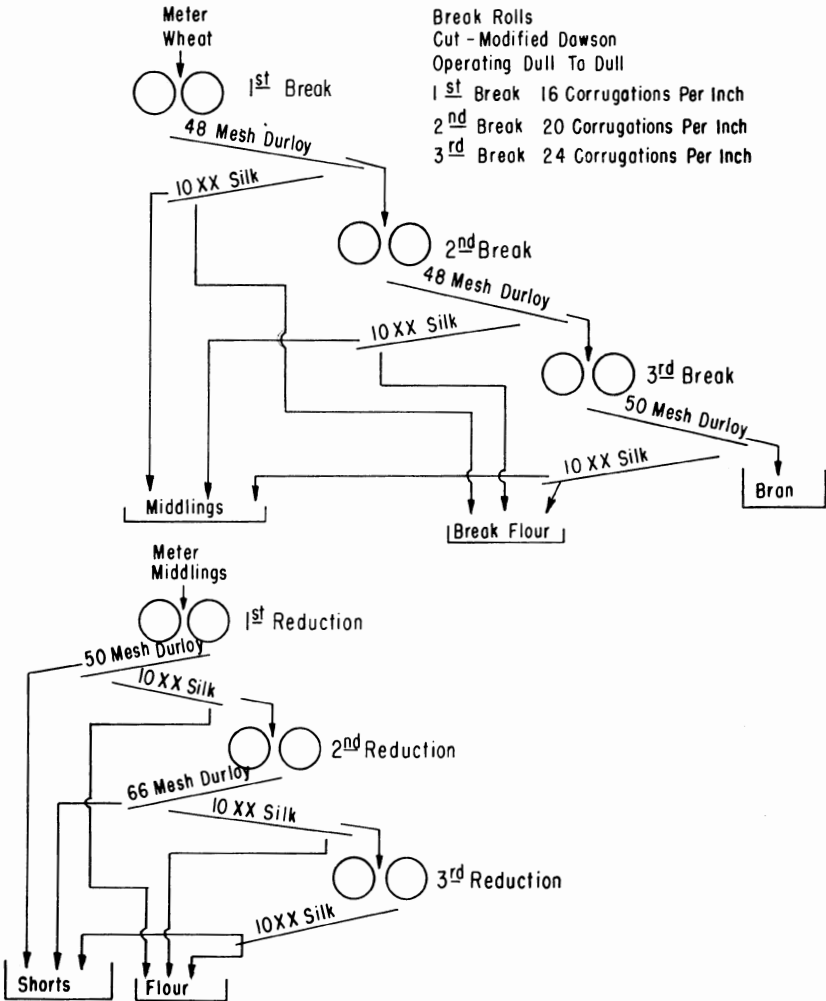 Meter
Wheat
1st Break
Break Rolls
Cut - Modified Dawson
Operating Dull To Dull
1st Break 16 Corrugations Per Inch
2nd Break 20 Corrugations Per Inch
3rd Break 24 Corrugations Per Inch
48 Mesh Durloy
10 XX Silk
2nd Break
48 Mesh Durloy
10 XX Silk
3rd Break
50 Mesh Durloy
10 XX Silk
Middlings
Break Flour
Bran
Meter
Middlings
1st Reduction
50 Mesh Durloy
10 XX Silk
2nd Reduction
66 Mesh Durloy
10 XX Silk
3rd Reduction
10XX Silk
Shorts
Flour